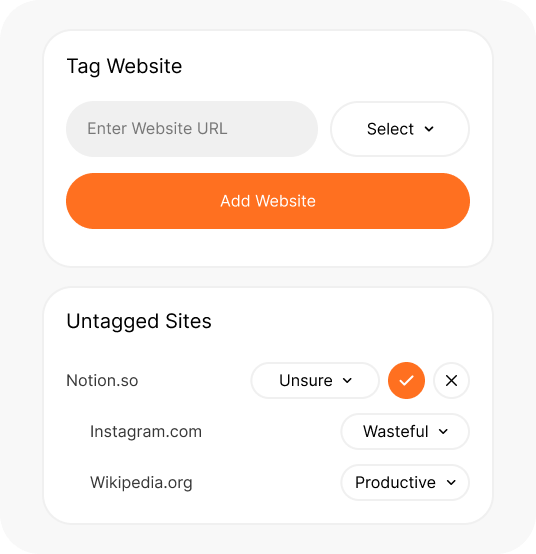 Tag Website
Enter Website URL Select
Add Website
Untagged Sites
Notion.so Unsure
Instagram.com Wasteful
Wikipedia.org Productive